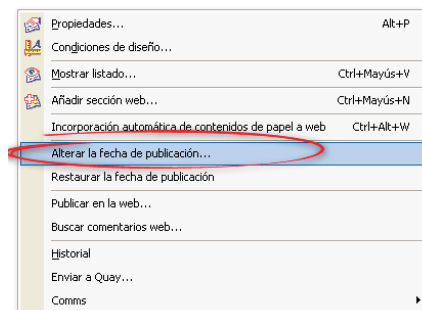 Propiedades... Alt+P
Condiciones de diseño...
Mostrar listado... Ctrl+Mayús+V
Añadir sección web... Ctrl+Mayús+N
Incorporación automática de contenidos de papel a web Ctrl+Alt+W
Alterar la fecha de publicación...
Restaurar la fecha de publicación
Publicar en la web...
Buscar comentarios web...
Historial
Enviar a Quay...
Comms